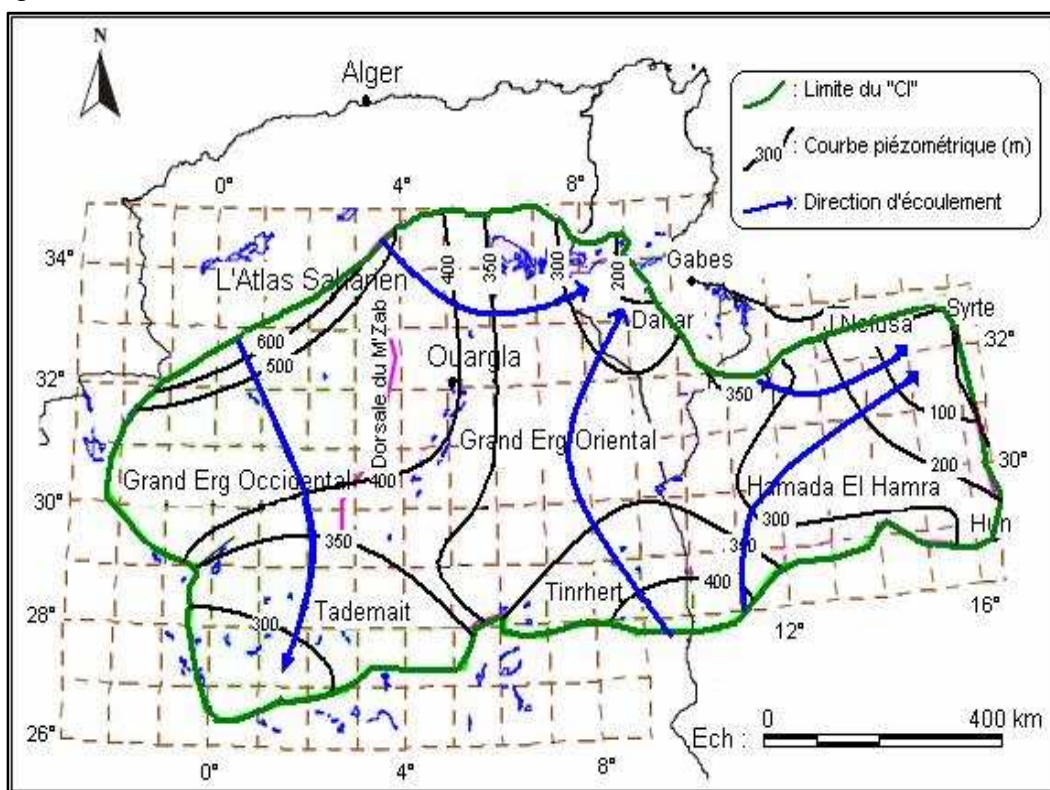 N
Alger
: Limite du "CI"
300 : Courbe piézométrique (m)
: Direction d'écoulement
0° 4° 8°
34°
32°
30°
28°
26°
L'Atlas Saharien
600
500
400
350
300
200
Gabes
Dahar
J.Nefusa
Syrte
32°
Dorsale du M'Zab
Ouargla
350
100
Grand Erg Oriental
Grand Erg Occidental
400
200
30°
Hamada El Hamra
300
Hun
350
350
Tinrhert
400
Tademait
300
16°
12°
0° 4° 8°
0 400 km
Ech :